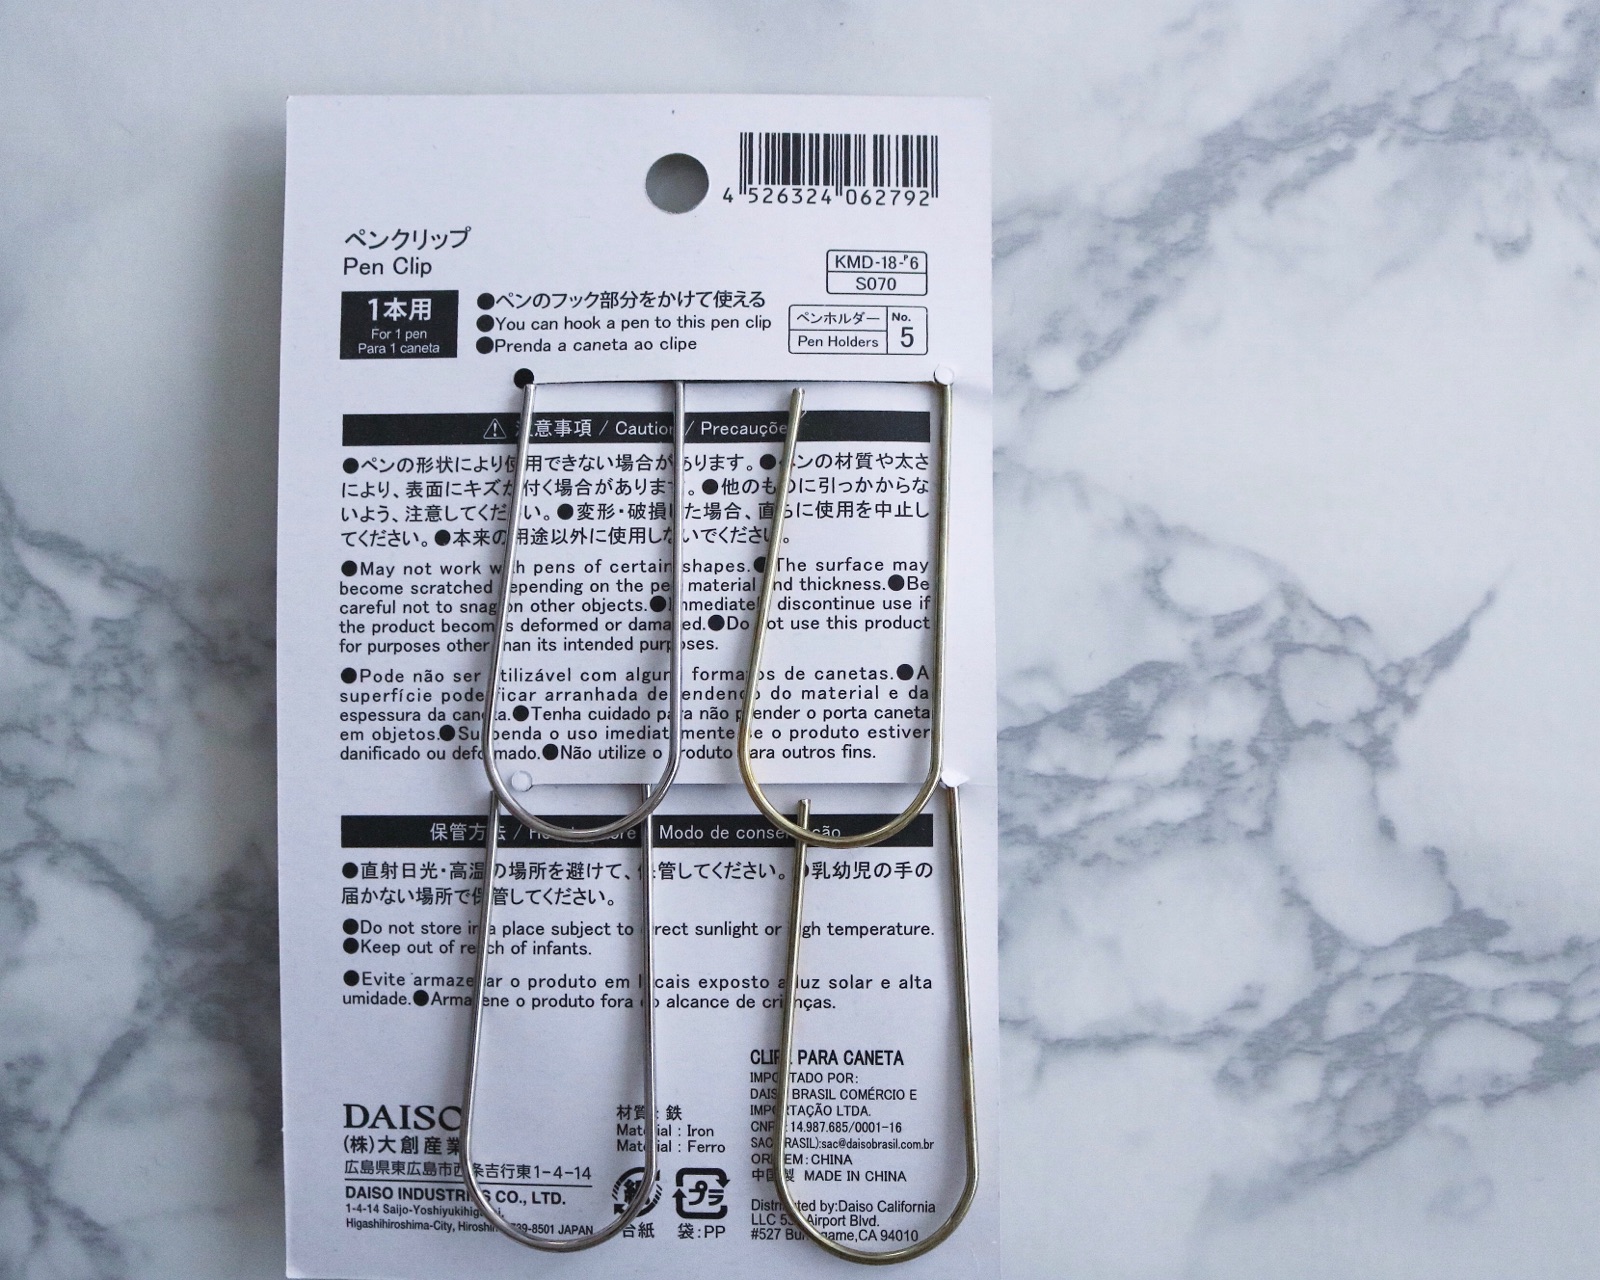 4 526324 062792
ペンクリップ
Pen Clip
KMD-18-P6
S070
1本用
For 1 pen
Para 1 caneta
●ペンのフック部分をかけて使える
●You can hook a pen to this pen clip
●Prenda a caneta ao clipe
ペンホルダー
Pen Holders
No.
5
注意事項 / Caution / Precauções
●ペンの形状により使用できない場合があります。●ペンの材質や太さ
により、表面にキズが付く場合があります。●他のものに引っかからな
いよう、注意してください。●変形・破損した場合、直ちに使用を中止し
てください。●本来の用途以外に使用しないでください。
●May not work with pens of certain shapes.●The surface may
become scratched depending on the pen material and thickness.●Be
careful not to snag on other objects.●Immediately discontinue use if
the product becomes deformed or damaged.●Do not use this product
for purposes other than its intended purposes.
●Pode não ser utilizável com alguns formatos de canetas.●A
superfície pode ficar arranhada dependendo do material e da
espessura da caneta.●Tenha cuidado para não prender o porta caneta
em objetos.●Suspenda o uso imediatamente se o produto estiver
danificado ou deformado.●Não utilize o produto para outros fins.
保管方法 / How to store / Modo de conservação
●直射日光・高温の場所を避けて、保管してください。●乳幼児の手の
届かない場所で保管してください。
●Do not store in a place subject to direct sunlight or high temperature.
●Keep out of reach of infants.
●Evite armazenar o produto em locais exposto a luz solar e alta
umidade.●Armazene o produto fora do alcance de crianças.
DAISO
(株)大創産業
広島県東広島市西条吉行東1-4-14
DAISO INDUSTRIES CO., LTD.
1-4-14 Saijo-Yoshiyukihigashi,
Higashihiroshima-City, Hiroshima 739-8501 JAPAN
材質 : 鉄
Material : Iron
Material : Ferro
紙
台紙
プラ
袋:PP
CLIPE PARA CANETA
IMPORTADO POR:
DAISO BRASIL COMÉRCIO E
IMPORTAÇÃO LTDA.
CNPJ:14.987.685/0001-16
SAC(BRASIL):sac@daisobrasil.com.br
ORIGEM:CHINA
中国製 MADE IN CHINA
Distributed by:Daiso California
LLC Airport Blvd.
#527 Burlingame,CA 94010